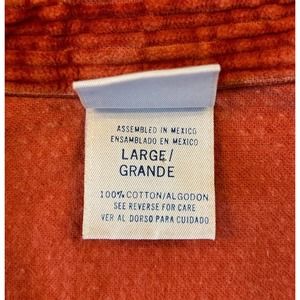 ASSEMBLED IN MEXICO
ENSAMBLADO EN MEXICO
LARGE/
GRANDE
100% COTTON/ALGODON
SEE REVERSE FOR CARE
VER AL DORSO PARA CUIDADO